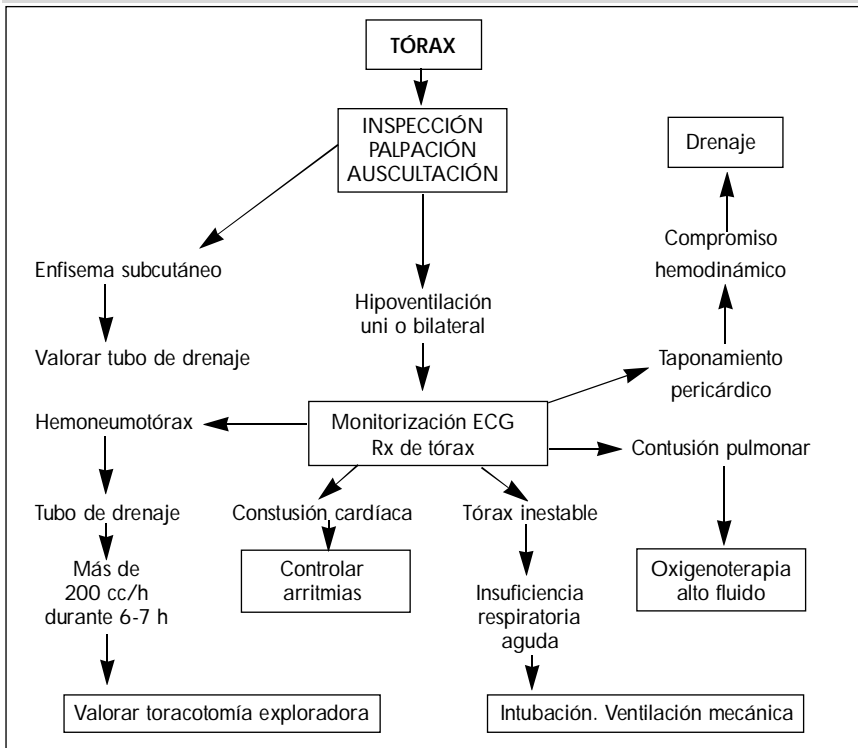 TÓRAX
INSPECCIÓN
PALPACIÓN
AUSCULTACIÓN
Drenaje
Compromiso
hemodinámico
Enfisema subcutáneo
Hipoventilación
uni o bilateral
Valorar tubo de drenaje
Taponamiento
pericárdico
Hemoneumotórax
Monitorización ECG
Rx de tórax
Contusión pulmonar
Tubo de drenaje
Constusión cardíaca
Tórax inestable
Más de
200 cc/h
durante 6-7 h
Controlar
arritmias
Insuficiencia
respiratoria
aguda
Oxigenoterapia
alto fluido
Valorar toracotomía exploradora
Intubación. Ventilación mecánica